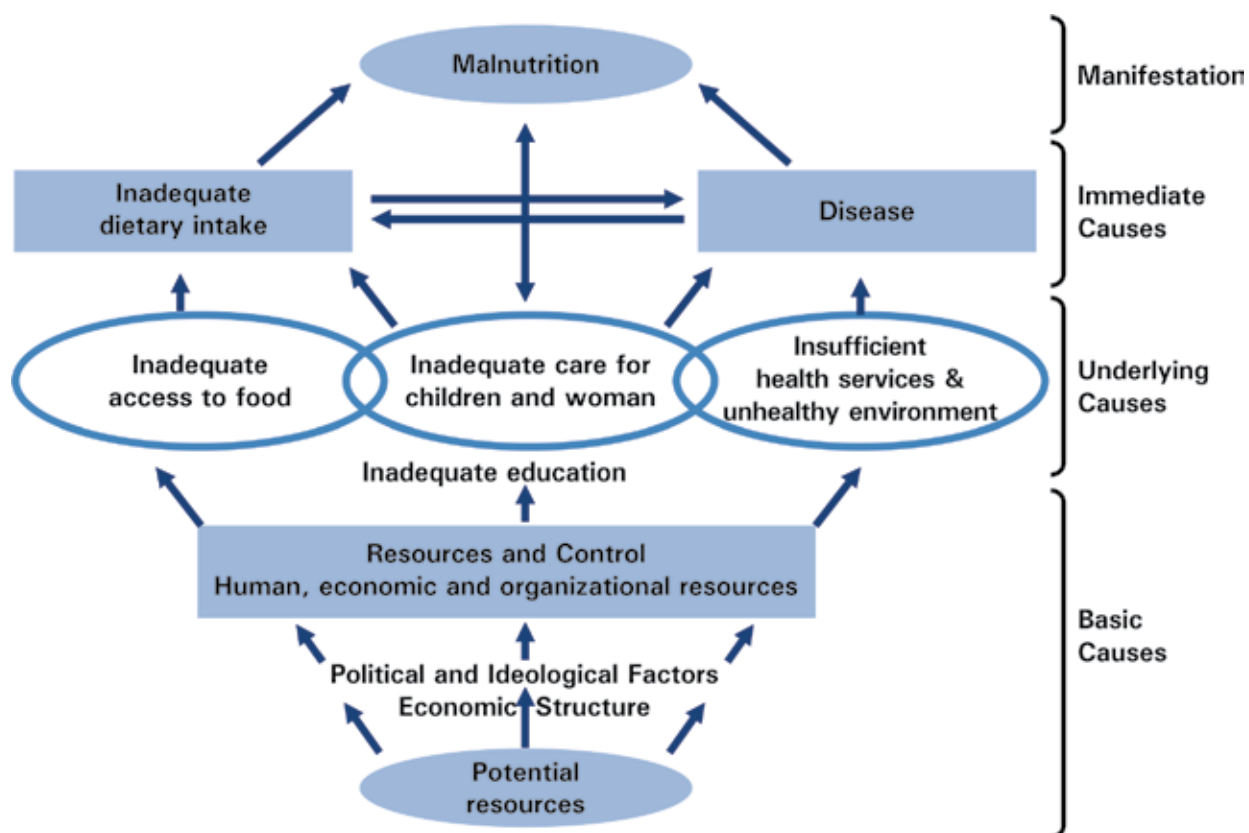 Malnutrition
Manifestation
Inadequate
dietary intake
Disease
Immediate
Causes
Inadequate
access to food
Inadequate care for
children and woman
Insufficient
health services &
unhealthy environment
Underlying
Causes
Inadequate education
Resources and Control
Human, economic and organizational resources
Political and Ideological Factors
Economic Structure
Basic
Causes
Potential
resources